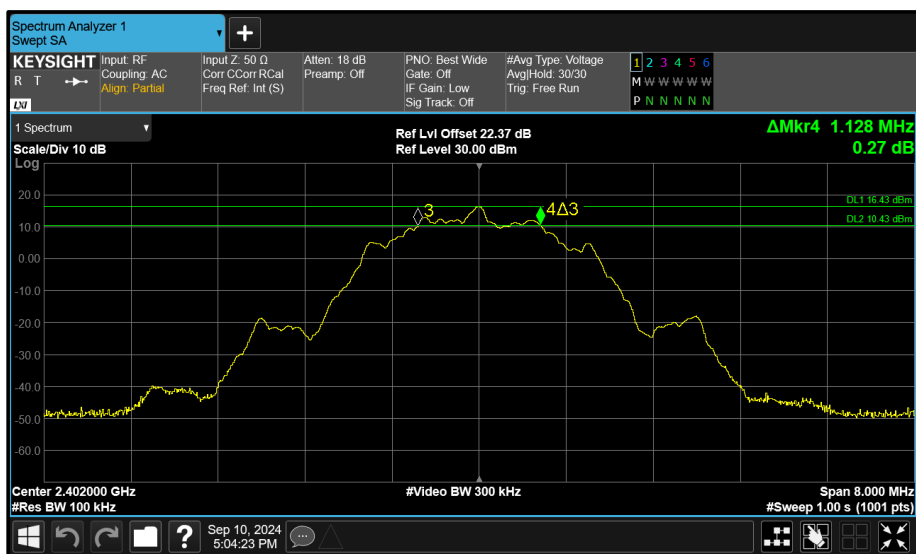 Spectrum Analyzer 1
Swept SA
KEYSIGHT
R T
LXI
Input: RF
Coupling: AC
Align: Partial
Input Z: 50 Ω
Corr CCorr RCal
Freq Ref: Int (S)
Atten: 18 dB
Preamp: Off
PNO: Best Wide
Gate: Off
IF Gain: Low
Sig Track: Off
#Avg Type: Voltage
Avg|Hold: 30/30
Trig: Free Run
1 2 3 4 5 6
M W W W W W
P N N N N N
1 Spectrum
Scale/Div 10 dB
Log
Ref Lvl Offset 22.37 dB
Ref Level 30.00 dBm
ΔMkr4 1.128 MHz
0.27 dB
20.0
10.0
0.00
-10.0
-20.0
-30.0
-40.0
-50.0
-60.0
3
4Δ3
DL1 16.43 dBm
DL2 10.43 dBm
Center 2.402000 GHz
#Res BW 100 kHz
#Video BW 300 kHz
Span 8.000 MHz
#Sweep 1.00 s (1001 pts)
?
Sep 10, 2024
5:04:23 PM